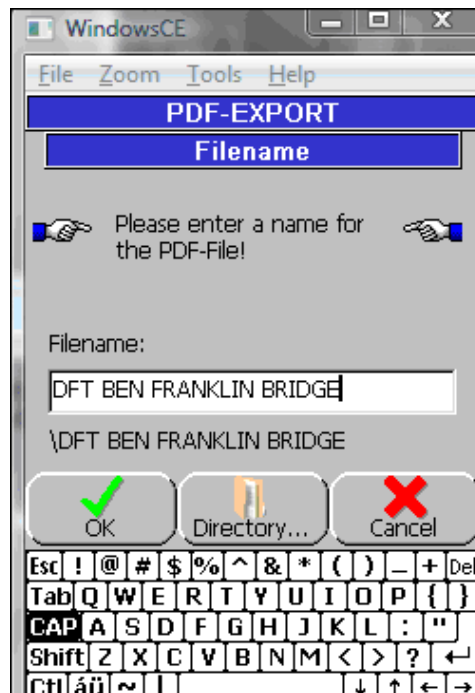 WindowsCE
File Zoom Tools Help
PDF-EXPORT
Filename
Please enter a name for
the PDF-File!
Filename:
DFT BEN FRANKLIN BRIDGE
\DFT BEN FRANKLIN BRIDGE
OK Directory... Cancel
Esc ! @ # $ % ^ & * ( ) _ + Del
Tab Q W E R T Y U I O P { }
CAP A S D F G H J K L : "
Shift Z X C V B N M < > ? ↵
Ctl áü ~ | ↓ ↑ ← →